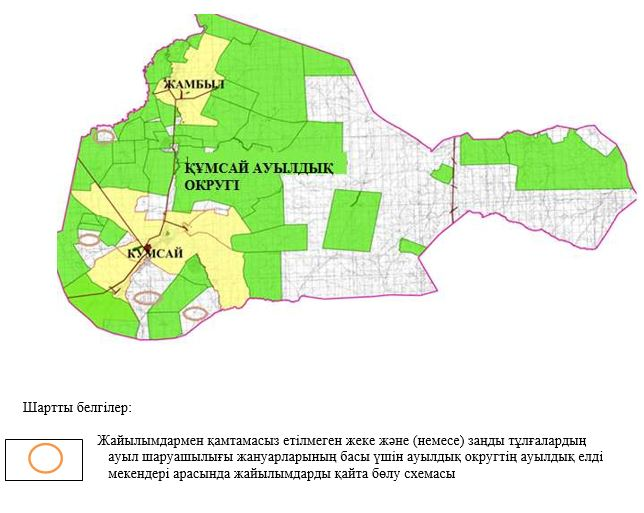 ЖАМБЫЛ
ҚҰМСАЙ АУЫЛДЫҚ
ОКРУГІ
КУМСАЙ
Шартты белгілер:
Жайылымдармен қамтамасыз етілмеген жеке және (немесе) заңды тұлғалардың
ауыл шаруашылығы жануарларының басы үшін ауылдық округтің ауылдық елді
мекендері арасында жайылымдарды қайта бөлу схемасы